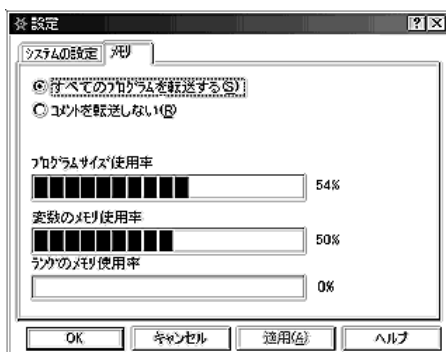 設定
システムの設定 ﾒﾓﾘ
すべてのﾌﾟﾛｸﾞﾗﾑを転送する(S)
ｺﾒﾝﾄを転送しない(R)
ﾌﾟﾛｸﾞﾗﾑサイズ使用率
54%
変数のﾒﾓﾘ使用率
50%
ﾗﾝｸﾞのﾒﾓﾘ使用率
0%
OK キャンセル 適用(A) ヘルプ